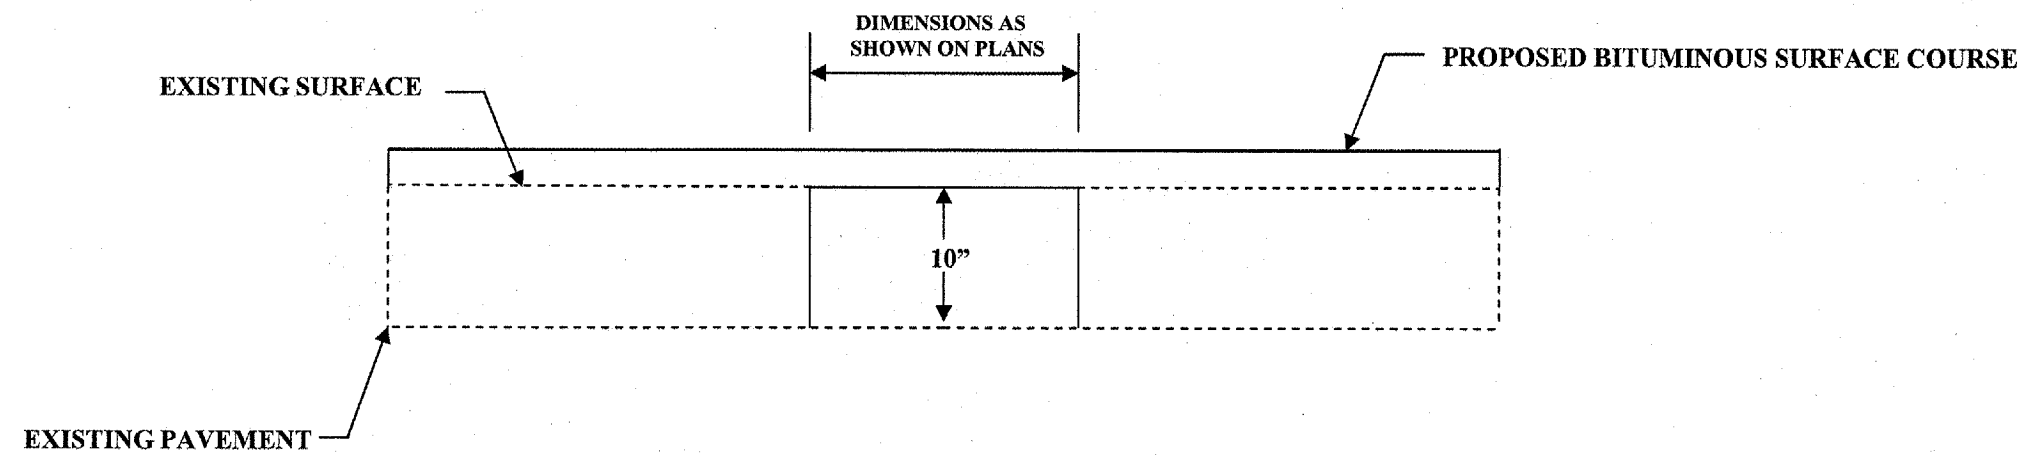 DIMENSIONS AS
SHOWN ON PLANS
PROPOSED BITUMINOUS SURFACE COURSE
EXISTING SURFACE
10”
EXISTING PAVEMENT